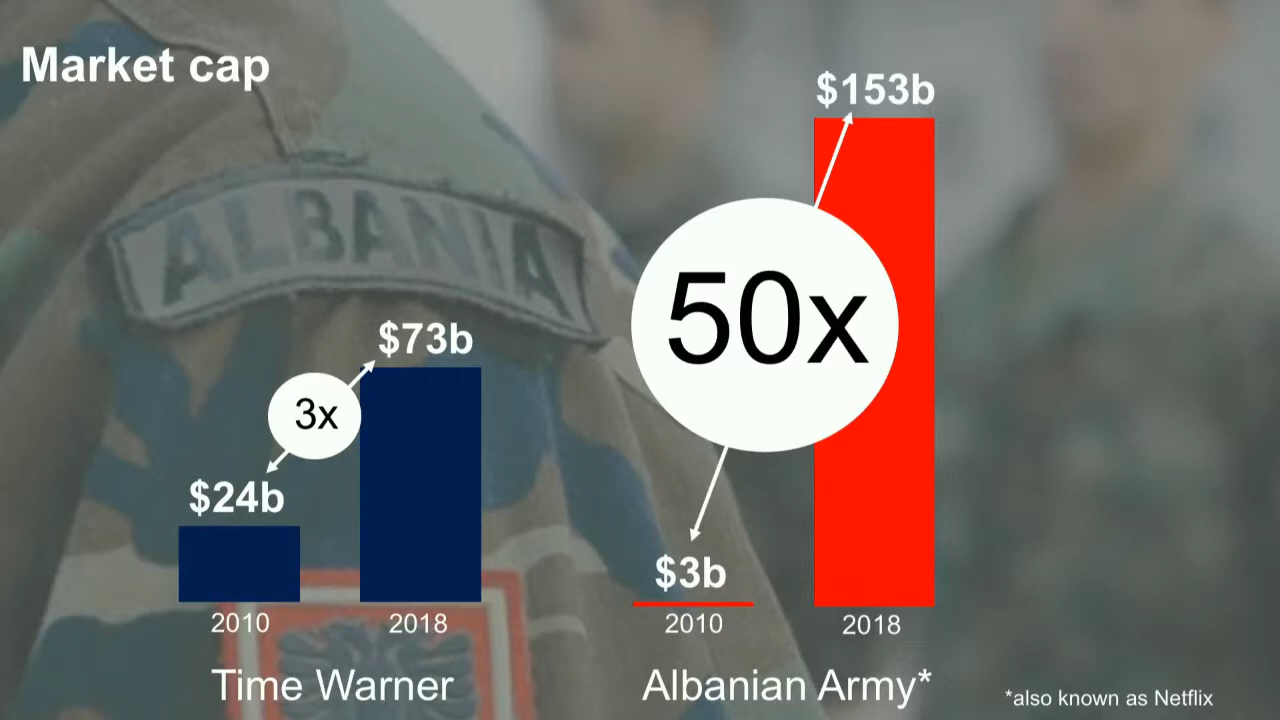 Market cap
$153b
ALBANIA
50x
$73b
3x
$24b
$3b
2010
2018
2010
2018
Time Warner
Albanian Army*
*also known as Netflix